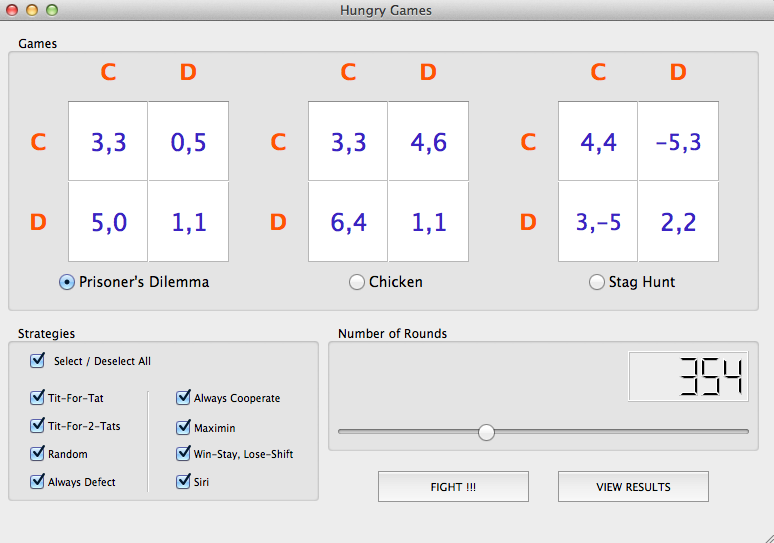 Hungry Games
Games
C D C D C D
C 3,3 0,5 C 3,3 4,6 C 4,4 -5,3
D 5,0 1,1 D 6,4 1,1 D 3,-5 2,2
Prisoner's Dilemma Chicken Stag Hunt
Strategies
Select / Deselect All
Tit-For-Tat Always Cooperate
Tit-For-2-Tats Maximin
Random Win-Stay, Lose-Shift
Always Defect Siri
Number of Rounds
354
FIGHT !!! VIEW RESULTS